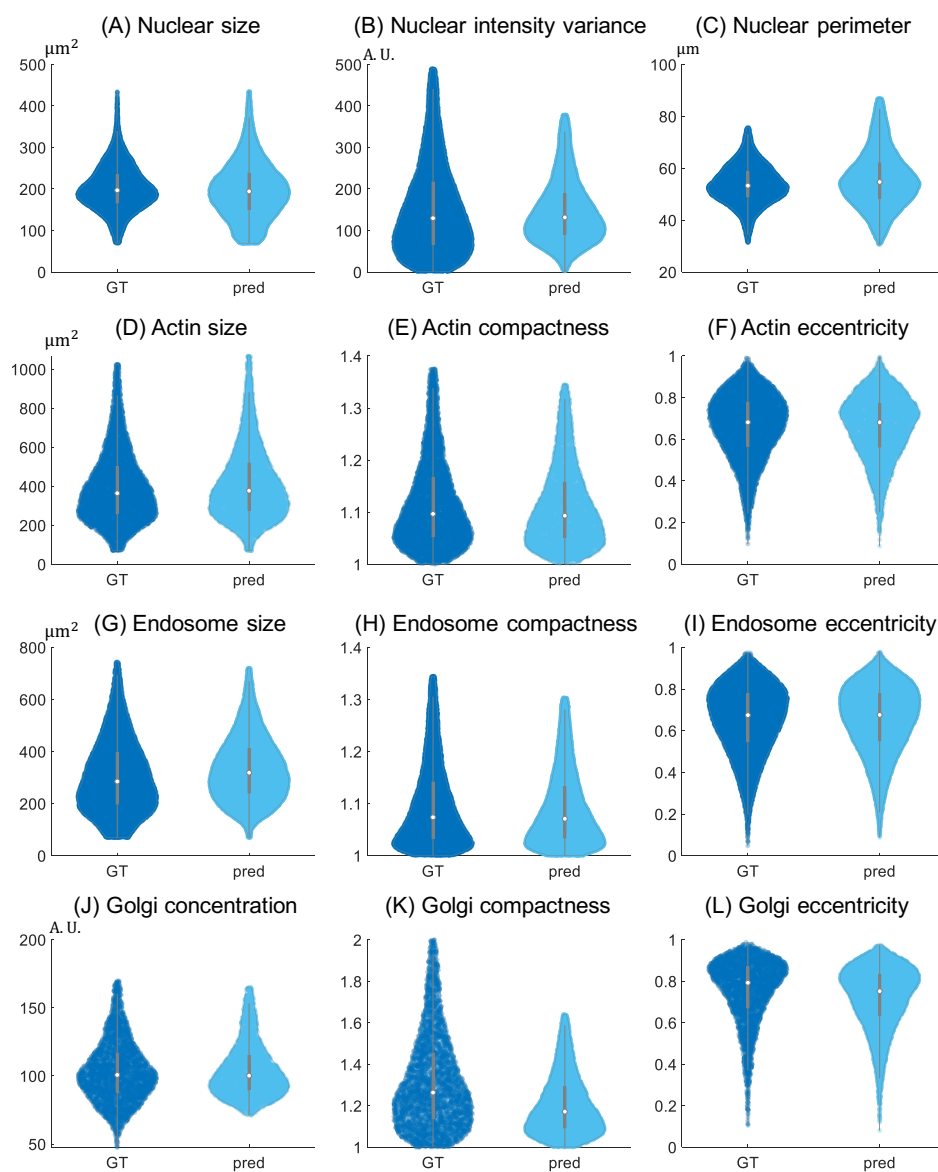 (A) Nuclear size
(B) Nuclear intensity variance
(C) Nuclear perimeter
μm²
A. U.
μm
500
400
300
200
100
0
GT
pred
500
400
300
200
100
0
GT
pred
100
80
60
40
20
GT
pred
(D) Actin size
(E) Actin compactness
(F) Actin eccentricity
μm²
1000
800
600
400
200
0
GT
pred
1.4
1.3
1.2
1.1
1
GT
pred
1
0.8
0.6
0.4
0.2
0
GT
pred
(G) Endosome size
(H) Endosome compactness
(I) Endosome eccentricity
μm²
800
600
400
200
0
GT
pred
1.4
1.3
1.2
1.1
1
GT
pred
1
0.8
0.6
0.4
0.2
0
GT
pred
(J) Golgi concentration
(K) Golgi compactness
(L) Golgi eccentricity
A. U.
200
150
100
50
GT
pred
2
1.8
1.6
1.4
1.2
1
GT
pred
1
0.8
0.6
0.4
0.2
0
GT
pred